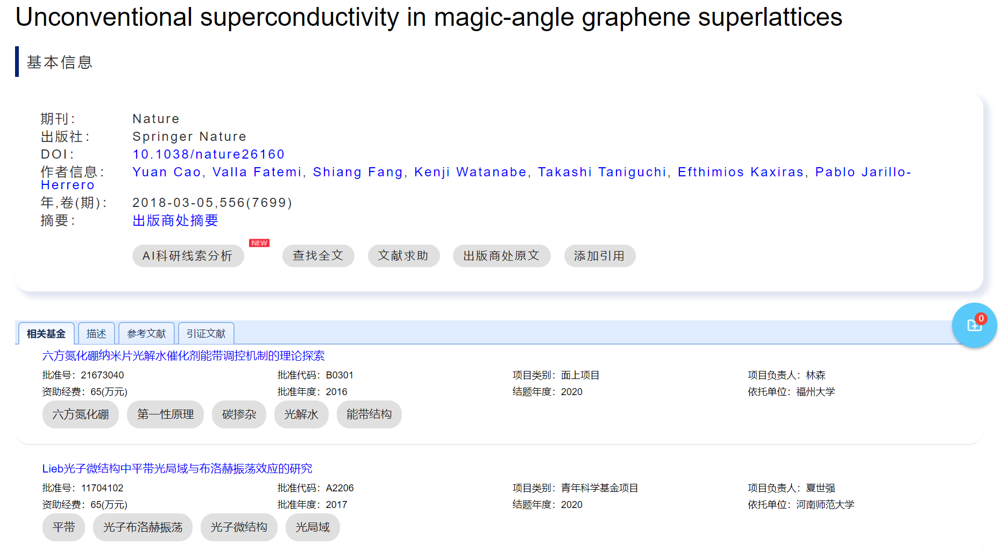 Unconventional superconductivity in magic-angle graphene superlattices
基本信息
期刊： Nature
出版社： Springer Nature
DOI： 10.1038/nature26160
作者信息： Yuan Cao, Valla Fatemi, Shiang Fang, Kenji Watanabe, Takashi Taniguchi, Efthimios Kaxiras, Pablo Jarillo-
Herrero
年,卷(期)： 2018-03-05,556(7699)
摘要： 出版商处摘要
NEW
AI科研线索分析 查找全文 文献求助 出版商处原文 添加引用
0
相关基金 描述 参考文献 引证文献
六方氮化硼纳米片光解水催化剂能带调控机制的理论探索
批准号：21673040 批准代码：B0301 项目类别：面上项目 项目负责人：林森
资助经费：65(万元) 批准年度：2016 结题年度：2020 依托单位：福州大学
六方氮化硼 第一性原理 碳掺杂 光解水 能带结构
Lieb光子微结构中平带光局域与布洛赫振荡效应的研究
批准号：11704102 批准代码：A2206 项目类别：青年科学基金项目 项目负责人：夏世强
资助经费：65(万元) 批准年度：2017 结题年度：2020 依托单位：河南师范大学
平带 光子布洛赫振荡 光子微结构 光局域